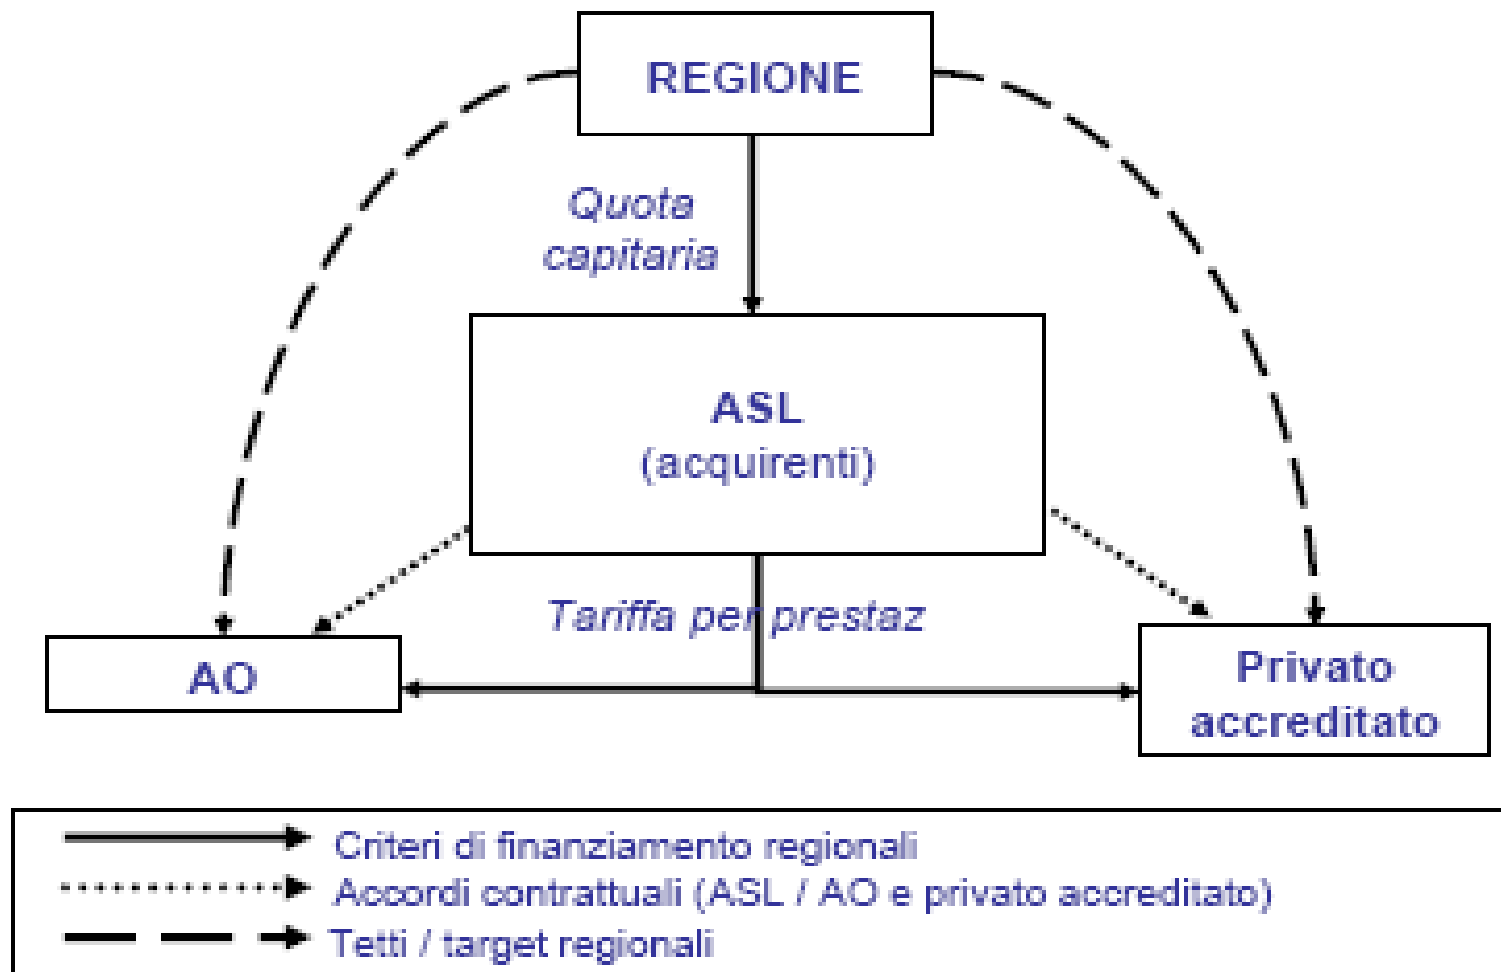 REGIONE
Quota
capitaria
ASL
(acquirenti)
Tariffa per prestaz
AO
Privato
accreditato
Criteri di finanziamento regionali
Accordi contrattuali (ASL / AO e privato accreditato)
Tetti / target regionali